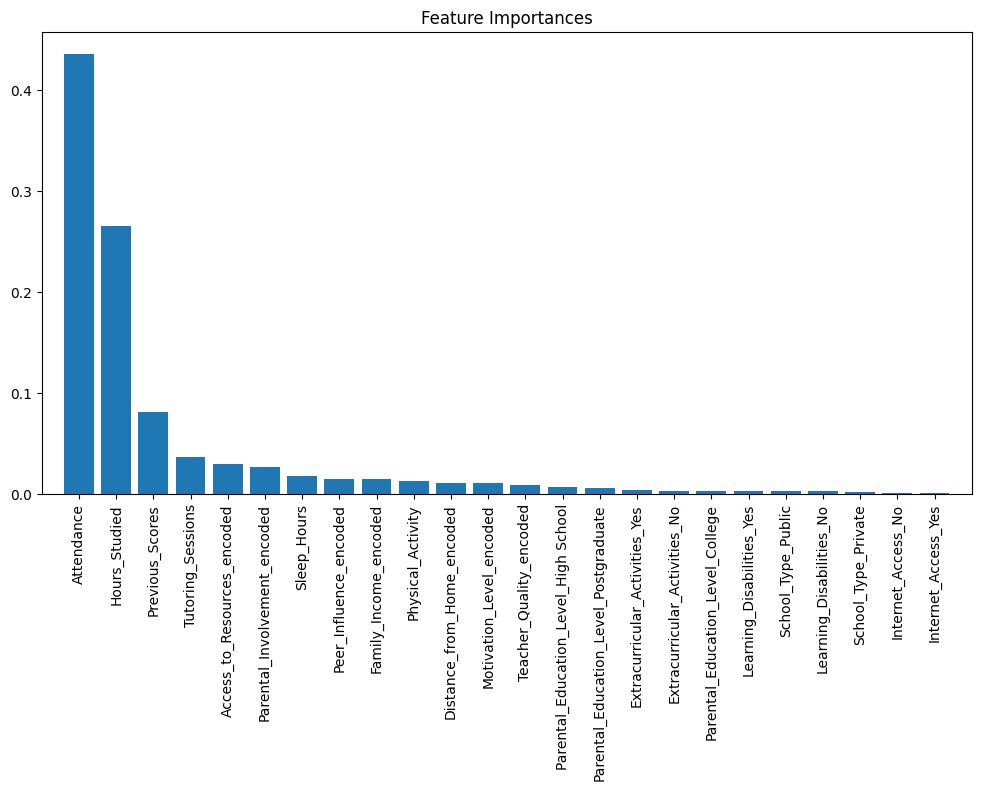 Feature Importances
0.4
0.3
0.2
0.1
0.0
Attendance
Hours_Studied
Previous_Scores
Tutoring_Sessions
Access_to_Resources_encoded
Parental_Involvement_encoded
Sleep_Hours
Peer_Influence_encoded
Family_Income_encoded
Physical_Activity
Distance_from_Home_encoded
Motivation_Level_encoded
Teacher_Quality_encoded
Parental_Education_Level_High School
Parental_Education_Level_Postgraduate
Extracurricular_Activities_Yes
Extracurricular_Activities_No
Parental_Education_Level_College
Learning_Disabilities_Yes
School_Type_Public
Learning_Disabilities_No
School_Type_Private
Internet_Access_No
Internet_Access_Yes